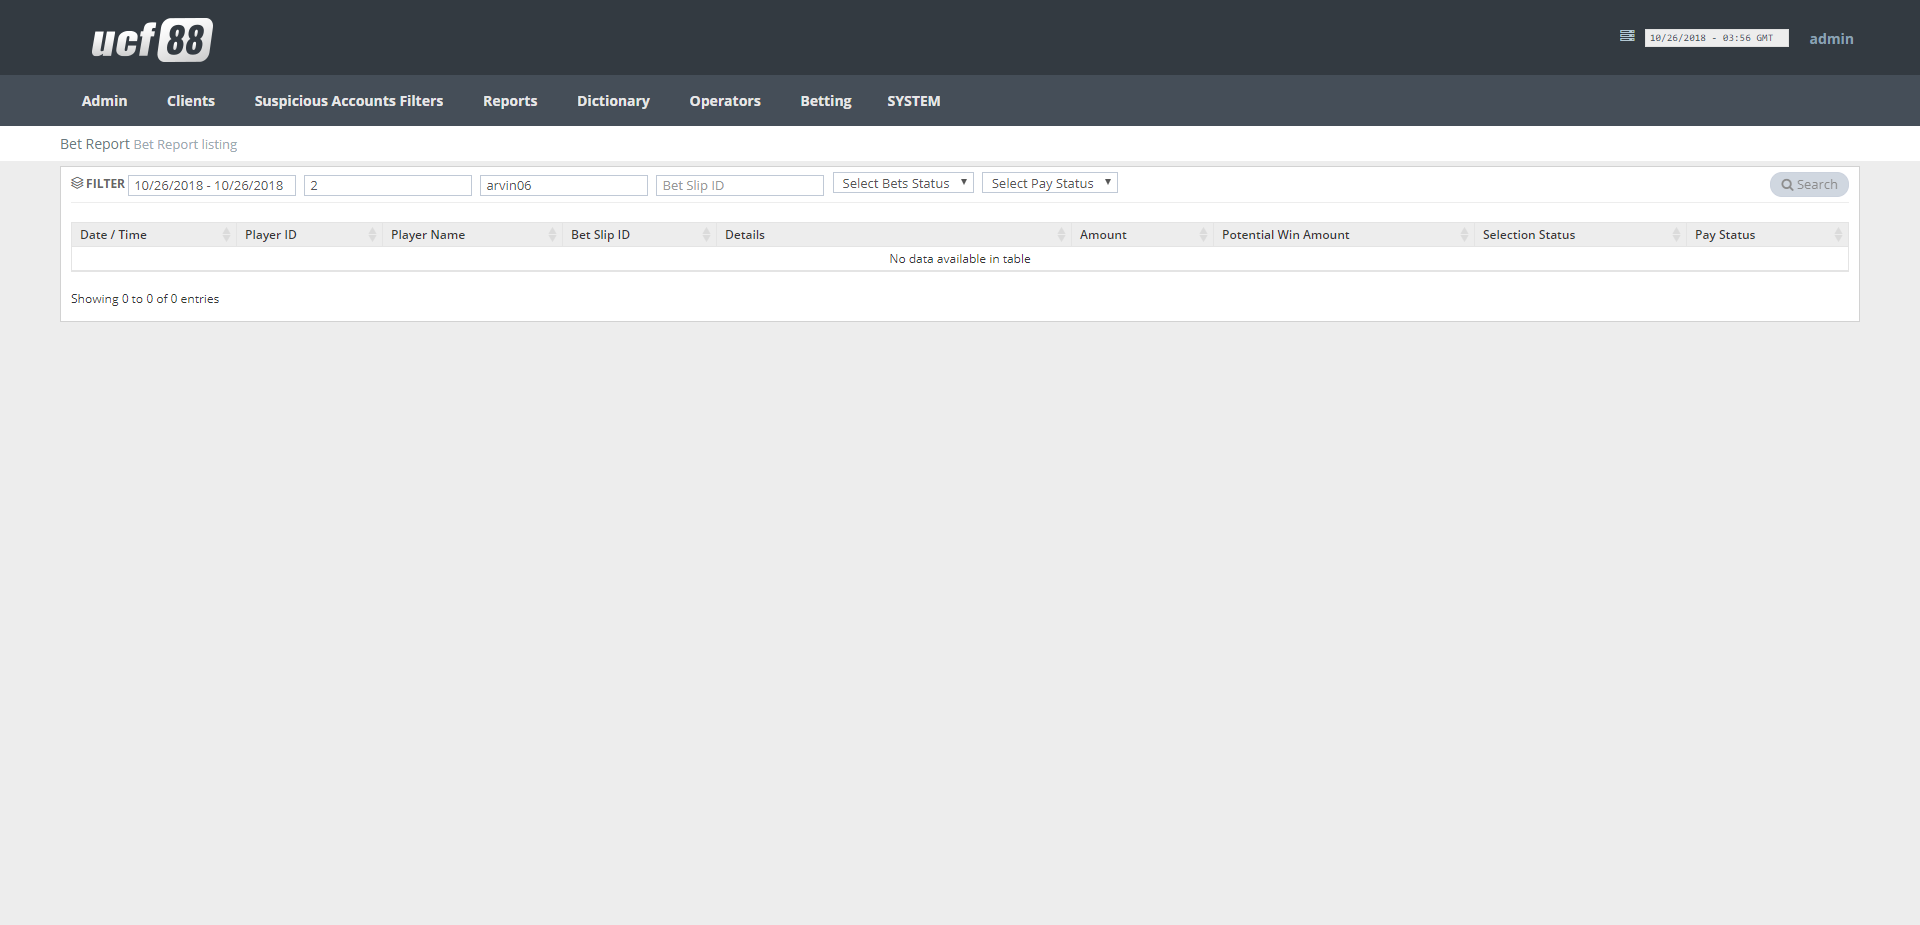 ucf 88
10/26/2018 - 03:56 GMT admin
Admin Clients Suspicious Accounts Filters Reports Dictionary Operators Betting SYSTEM
Bet Report Bet Report listing
FILTER 10/26/2018 - 10/26/2018 2 arvin06 Bet Slip ID Select Bets Status Select Pay Status Search
Date / Time Player ID Player Name Bet Slip ID Details Amount Potential Win Amount Selection Status Pay Status
No data available in table
Showing 0 to 0 of 0 entries